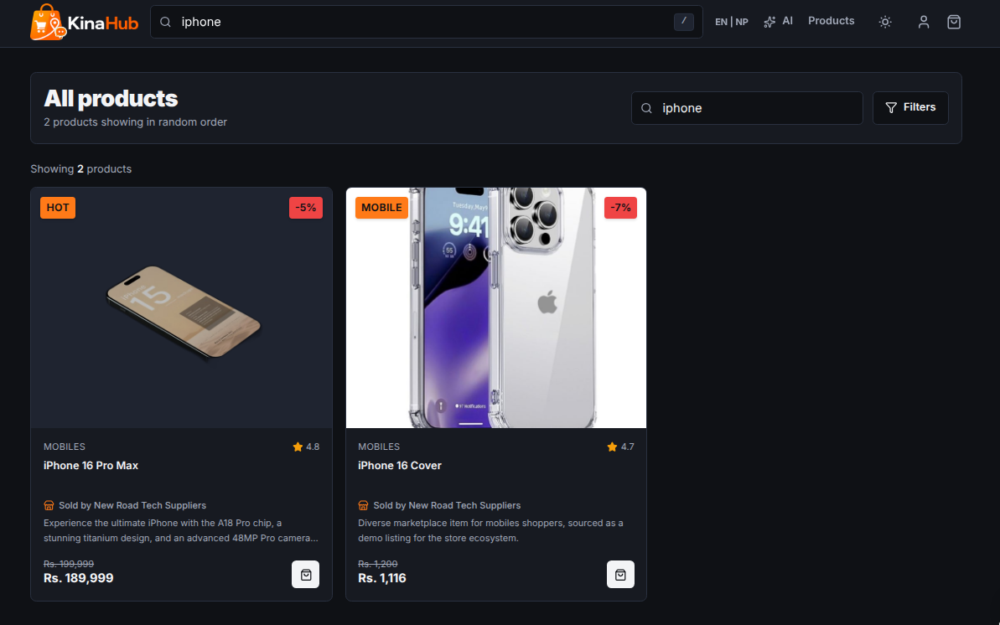 KinaHub
iphone
/
EN | NP
AI
Products
All products
2 products showing in random order
iphone
Filters
Showing 2 products
HOT
-5%
iPhone
15
MOBILE
-7%
9:41
55
MOBILES
4.8
iPhone 16 Pro Max
Sold by New Road Tech Suppliers
Experience the ultimate iPhone with the A18 Pro chip, a
stunning titanium design, and an advanced 48MP Pro camera...
Rs. 199,999
Rs. 189,999
MOBILES
4.7
iPhone 16 Cover
Sold by New Road Tech Suppliers
Diverse marketplace item for mobiles shoppers, sourced as a
demo listing for the store ecosystem.
Rs. 1,200
Rs. 1,116